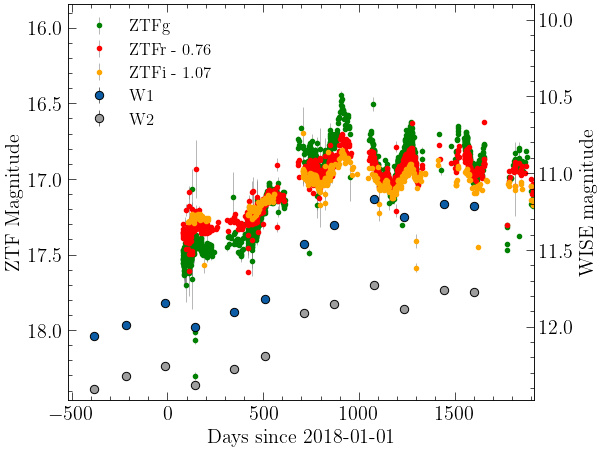 ZTFg
ZTFr - 0.76
ZTFi - 1.07
W1
W2
16.0
16.5
17.0
17.5
18.0
ZTF Magnitude
10.0
10.5
11.0
11.5
12.0
WISE magnitude
−500
0
500
1000
1500
Days since 2018-01-01